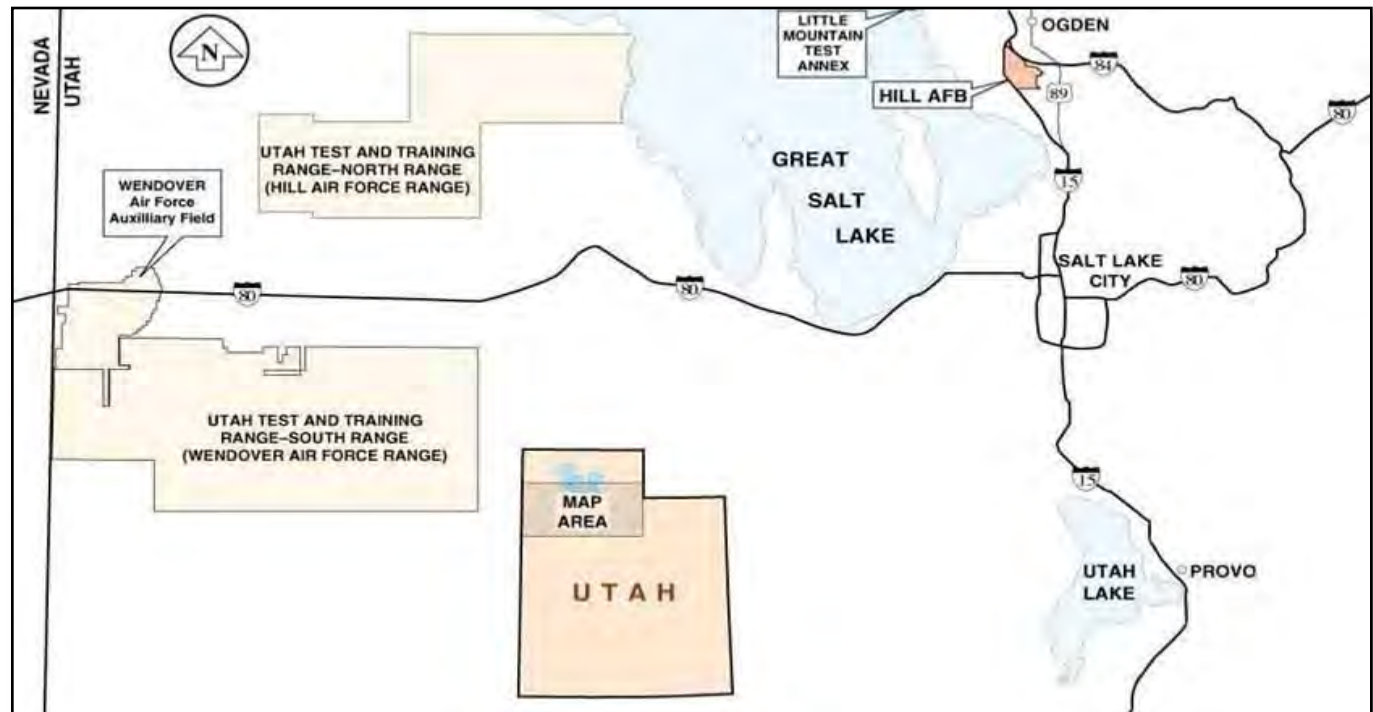 NEVADA
UTAH
N
LITTLE
MOUNTAIN
TEST
ANNEX
OGDEN
84
HILL AFB
89
80
UTAH TEST AND TRAINING
RANGE–NORTH RANGE
(HILL AIR FORCE RANGE)
GREAT
SALT
LAKE
15
WENDOVER
Air Force
Auxilliary Field
80
80
SALT LAKE
CITY
80
UTAH TEST AND TRAINING
RANGE–SOUTH RANGE
(WENDOVER AIR FORCE RANGE)
MAP
AREA
UTAH
15
UTAH
LAKE
PROVO